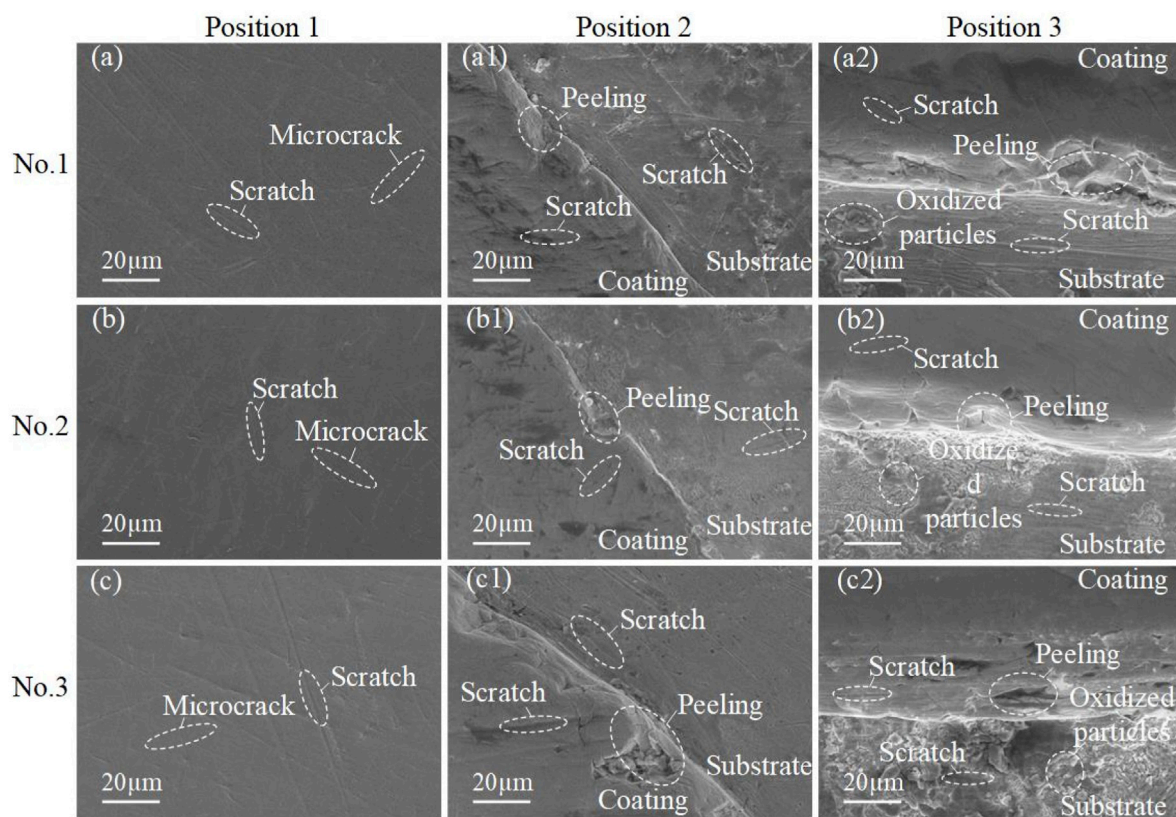 Position 1
Position 2
Position 3
No.1
(a)
Microcrack
Scratch
20μm
(a1)
Peeling
Scratch
Scratch
Substrate
Coating
20μm
(a2)
Coating
Scratch
Peeling
Oxidized
particles
Scratch
20μm
Substrate
No.2
(b)
Scratch
Microcrack
20μm
(b1)
Peeling
Scratch
Scratch
Substrate
Coating
20μm
(b2)
Coating
Scratch
Peeling
Oxidize
d
particles
Scratch
20μm
Substrate
No.3
(c)
Scratch
Microcrack
20μm
(c1)
Scratch
Scratch
Peeling
Substrate
Coating
20μm
(c2)
Coating
Peeling
Scratch
Oxidized
particles
Scratch
20μm
Substrate